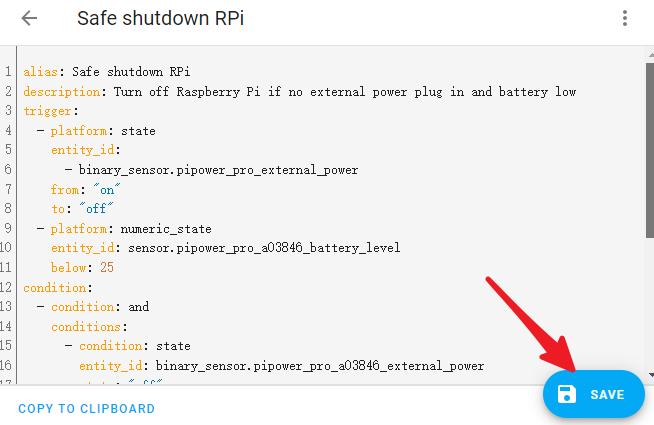 Safe shutdown RPi
1 alias: Safe shutdown RPi
2 description: Turn off Raspberry Pi if no external power plug in and battery low
3 trigger:
4 - platform: state
5 entity_id:
6 - binary_sensor.pipower_pro_external_power
7 from: "on"
8 to: "off"
9 - platform: numeric_state
10 entity_id: sensor.pipower_pro_a03846_battery_level
11 below: 25
12 condition:
13 - condition: and
14 conditions:
15 - condition: state
16 entity_id: binary_sensor.pipower_pro_a03846_external_power
COPY TO CLIPBOARD
SAVE